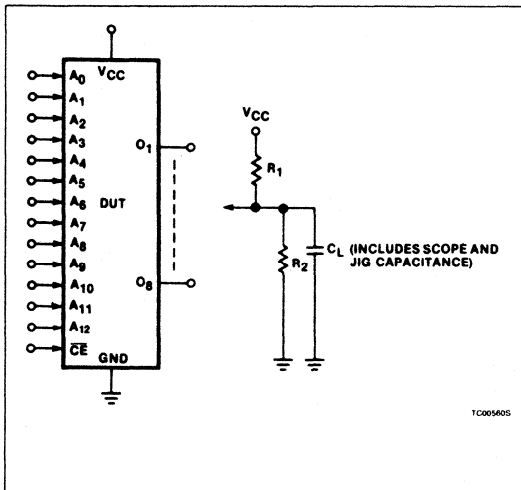 VCC
A0
A1
A2
A3
A4
A5
A6
A7
A8
A9
A10
A11
A12
CE
DUT
O1
O8
GND
VCC
R1
R2
CL (INCLUDES SCOPE AND
JIG CAPACITANCE)
TC00560S